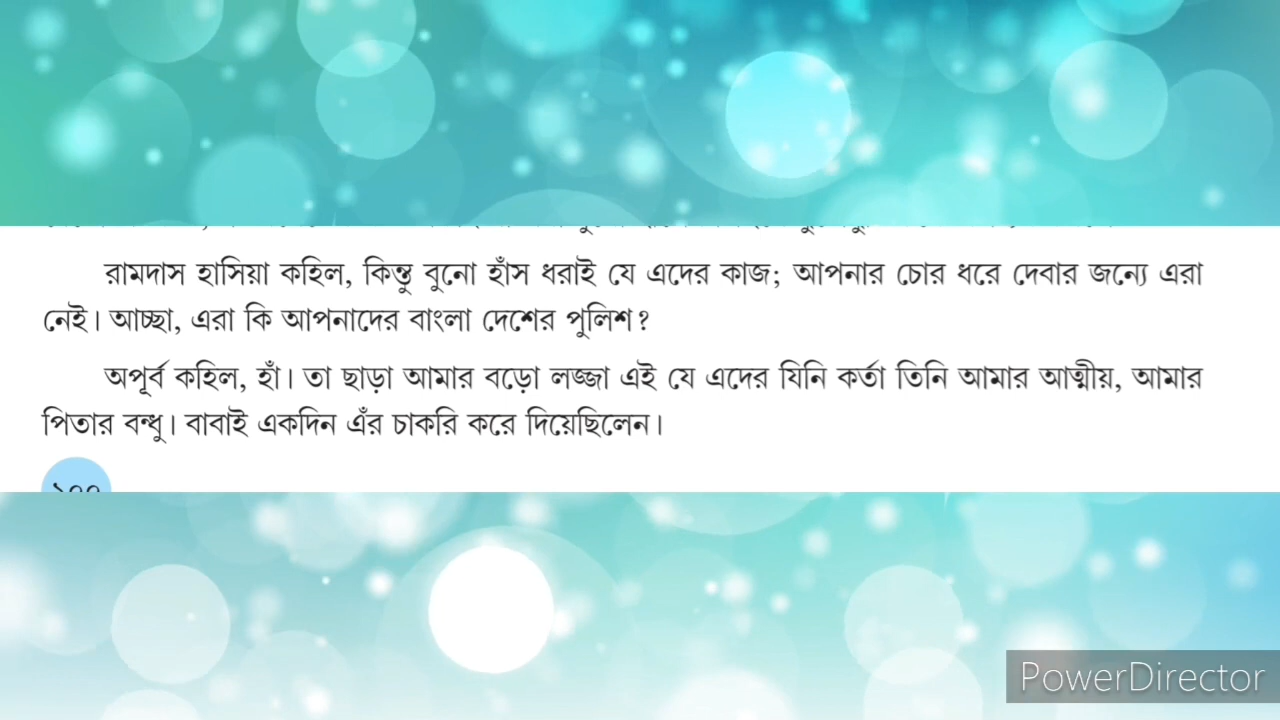 রামদাস হাসিয়া কহিল, কিন্তু বুনো হাঁস ধরাই যে এদের কাজ; আপনার চোর ধরে দেবার জন্যে এরা
নেই। আচ্ছা, এরা কি আপনাদের বাংলা দেশের পুলিশ?
অপূর্ব কহিল, হাঁ। তা ছাড়া আমার বড়ো লজ্জা এই যে এদের যিনি কর্তা তিনি আমার আত্মীয়, আমার
পিতার বন্ধু। বাবাই একদিন এঁর চাকরি করে দিয়েছিলেন।
PowerDirector